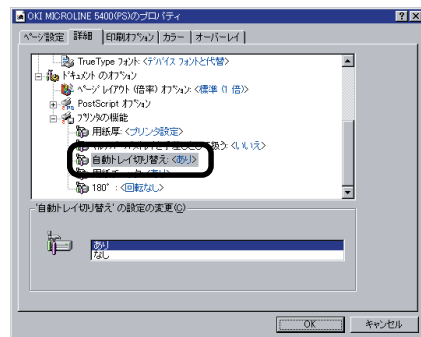 OKI MICROLINE 5400(PS)のプロパティ
ページ設定 詳細 印刷オプション カラー オーバーレイ
TrueType フォント: <デバイス フォントと代替>
ドキュメント のオプション
ページ レイアウト (倍率) オプション: <標準 (1 倍)>
PostScript オプション
プリンタの機能
用紙厚: <プリンタ設定>
扱う: <いいえ>
自動トレイ切り替え: <あり>
180°: <回転なし>
'自動トレイ切り替え' の設定の変更(C)
あり
なし
OK キャンセル